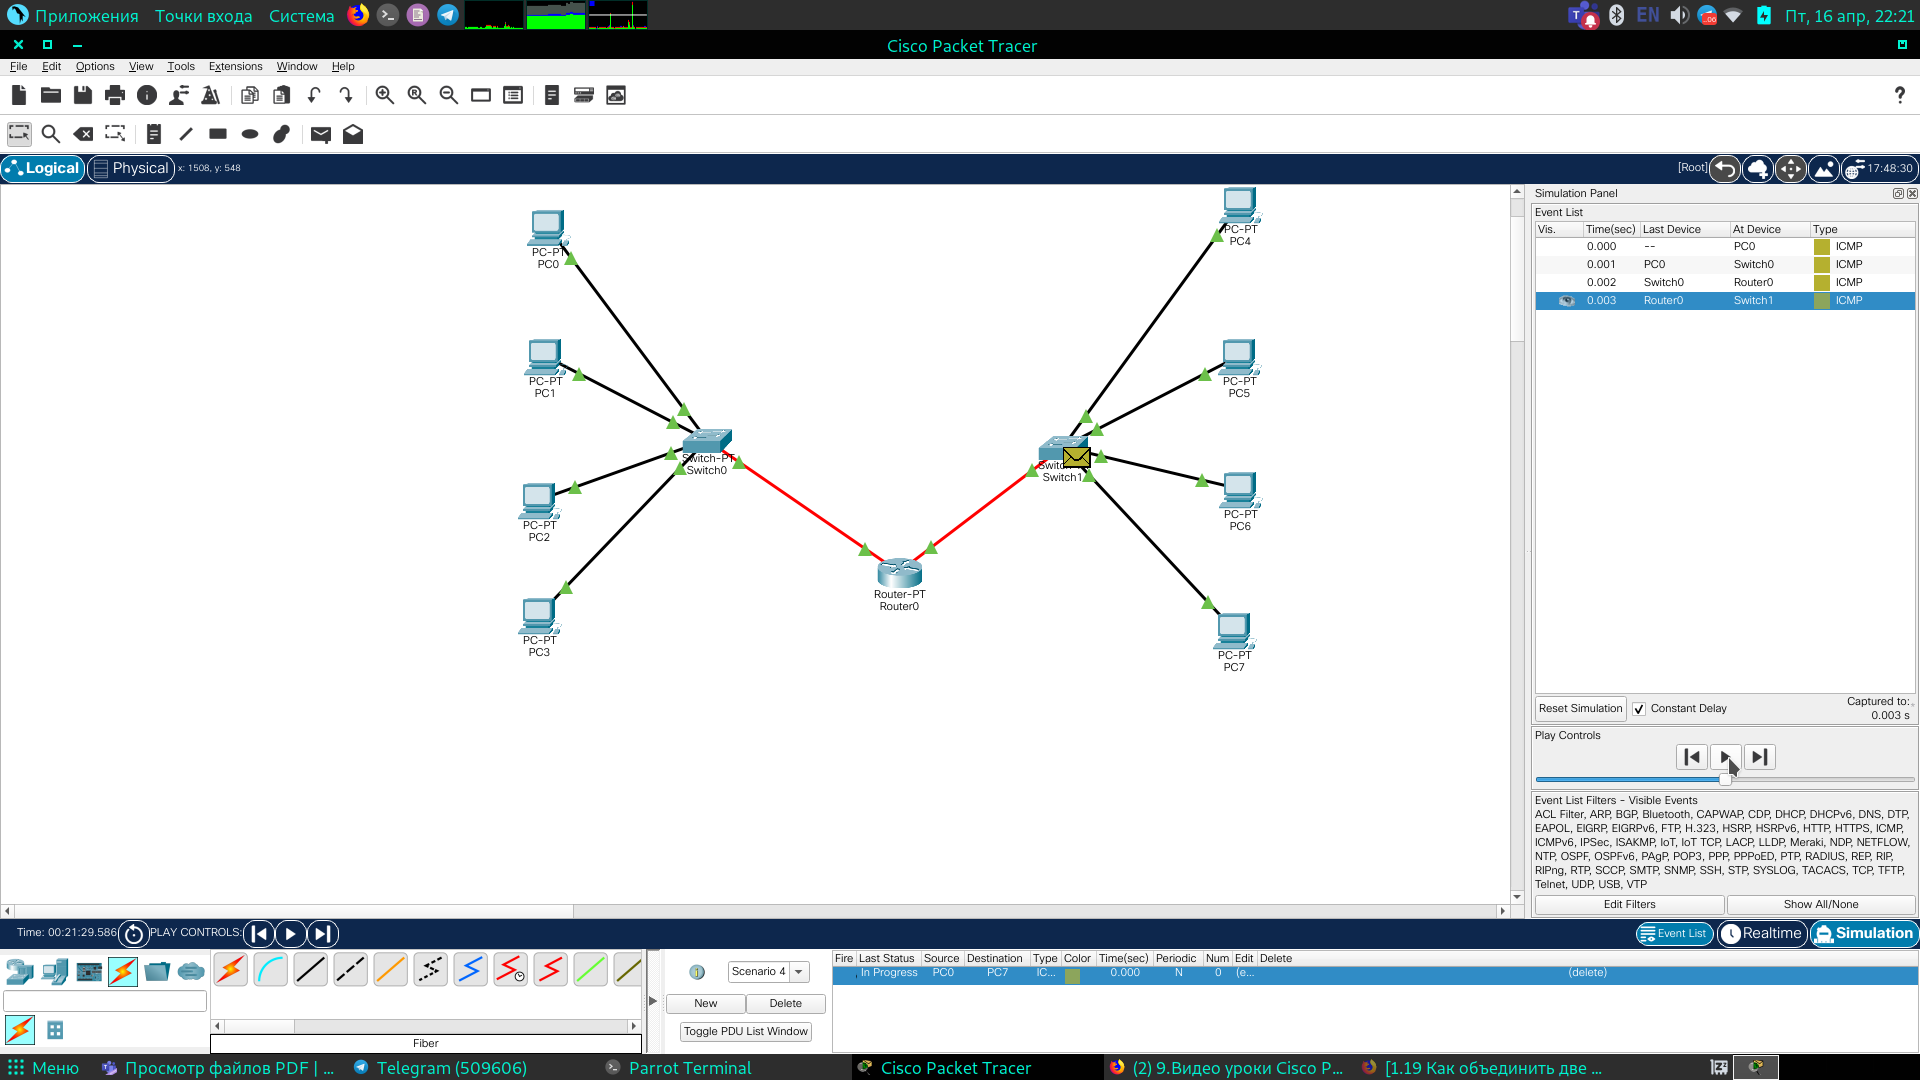 Приложения Точки входа Система EN Пт, 16 апр, 22:21
Cisco Packet Tracer
File Edit Options View Tools Extensions Window Help
Logical Physical x: 1508, y: 548 [Root] 17:48:30
Simulation Panel
Event List
Vis. Time(sec) Last Device At Device Type
0.000 -- PC0 ICMP
0.001 PC0 Switch0 ICMP
0.002 Switch0 Router0 ICMP
0.003 Router0 Switch1 ICMP
PC-PT
PC0
PC-PT
PC1
PC-PT
PC2
PC-PT
PC3
Switch-PT
Switch0
Router-PT
Router0
Switch1
PC-PT
PC4
PC-PT
PC5
PC-PT
PC6
PC-PT
PC7
Reset Simulation Constant Delay Captured to:
0.003 s
Play Controls
Event List Filters - Visible Events
ACL Filter, ARP, BGP, Bluetooth, CAPWAP, CDP, DHCP, DHCPv6, DNS, DTP,
EAPOL, EIGRP, EIGRPv6, FTP, H.323, HSRP, HSRPv6, HTTP, HTTPS, ICMP,
ICMPv6, IPSec, ISAKMP, IoT, IoT TCP, LACP, LLDP, Meraki, NDP, NETFLOW,
NTP, OSPF, OSPFv6, PAgP, POP3, PPP, PPPoED, PTP, RADIUS, REP, RIP,
RIPng, RTP, SCCP, SMTP, SNMP, SSH, STP, SYSLOG, TACACS, TCP, TFTP,
Telnet, UDP, USB, VTP
Edit Filters Show All/None
Time: 00:21:29.586 PLAY CONTROLS: Event List Realtime Simulation
Scenario 4
New Delete
Toggle PDU List Window
Fiber
Fire Last Status Source Destination Type Color Time(sec) Periodic Num Edit Delete
In Progress PC0 PC7 IC... 0.000 N 0 (e... (delete)
Меню Просмотр файлов PDF | ... Telegram (509606) Parrot Terminal Cisco Packet Tracer (2) 9.Видео уроки Cisco P... [1.19 Как объединить две ...